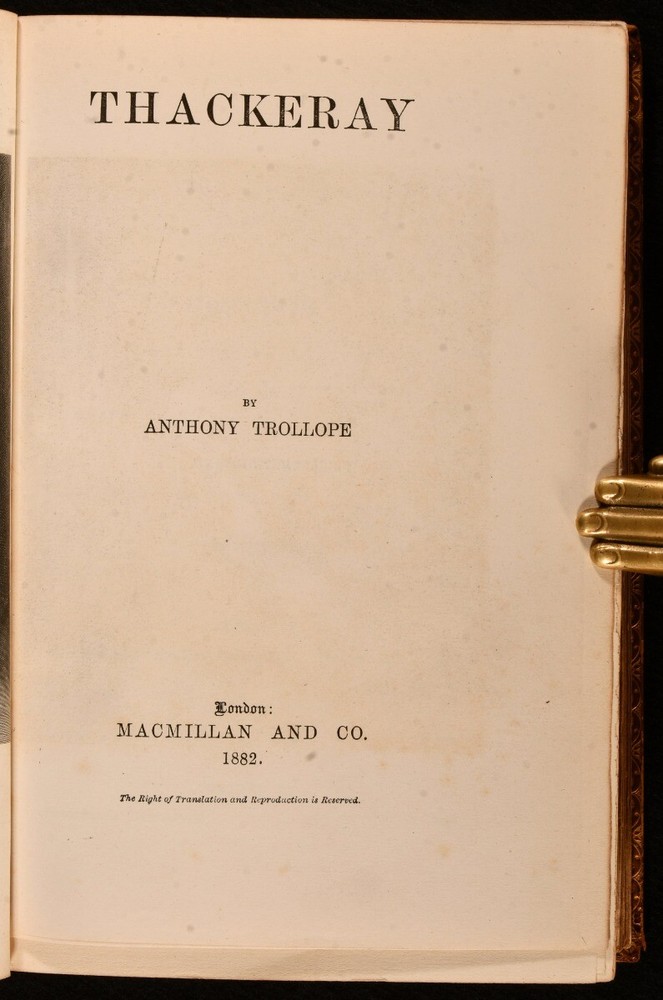 THACKERAY
BY
ANTHONY TROLLOPE
London:
MACMILLAN AND CO.
1882.
The Right of Translation and Reproduction is Reserved.